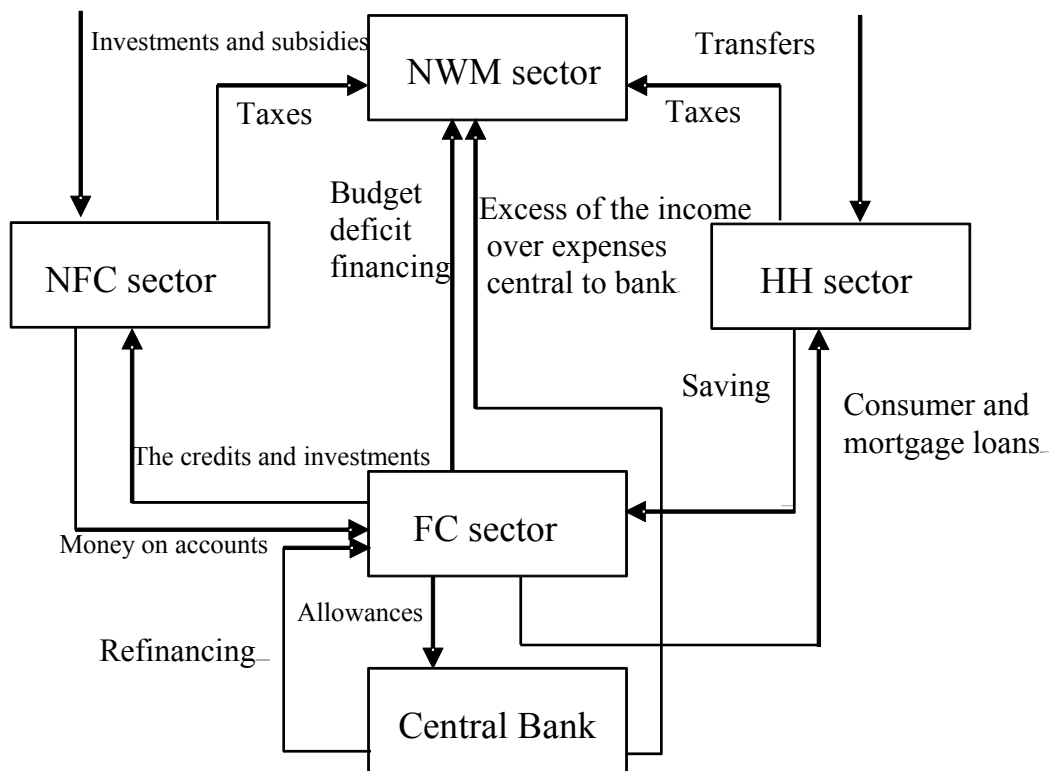 Investments and subsidies
Transfers
NWM sector
Taxes
Taxes
Budget
deficit
financing
Excess of the income
over expenses
central to bank
NFC sector
HH sector
Saving
Consumer and
mortgage loans
The credits and investments
FC sector
Money on accounts
Allowances
Refinancing
Central Bank